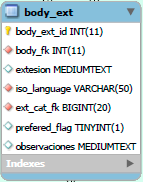 body_ext
body_ext_id INT(11)
body_fk INT(11)
extesion MEDIUMTEXT
iso_language VARCHAR(50)
ext_cat_fk BIGINT(20)
prefered_flag TINYINT(1)
observaciones MEDIUMTEXT
Indexes